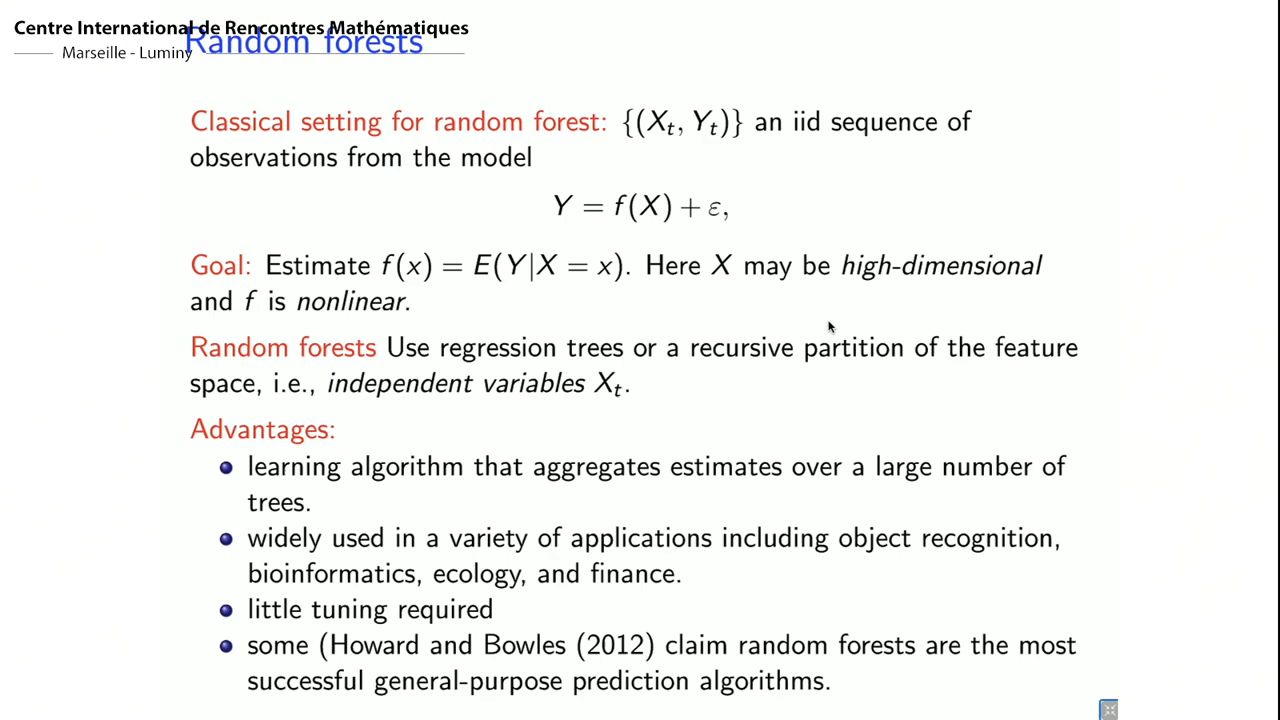 Centre International de Rencontres Mathématiques
Marseille - Luminy
Random forests
Classical setting for random forest: {(X_t, Y_t)} an iid sequence of
observations from the model
Y = f(X) + ε,
Goal: Estimate f(x) = E(Y|X = x). Here X may be high-dimensional
and f is nonlinear.
Random forests Use regression trees or a recursive partition of the feature
space, i.e., independent variables X_t.
Advantages:
learning algorithm that aggregates estimates over a large number of
trees.
widely used in a variety of applications including object recognition,
bioinformatics, ecology, and finance.
little tuning required
some (Howard and Bowles (2012) claim random forests are the most
successful general-purpose prediction algorithms.